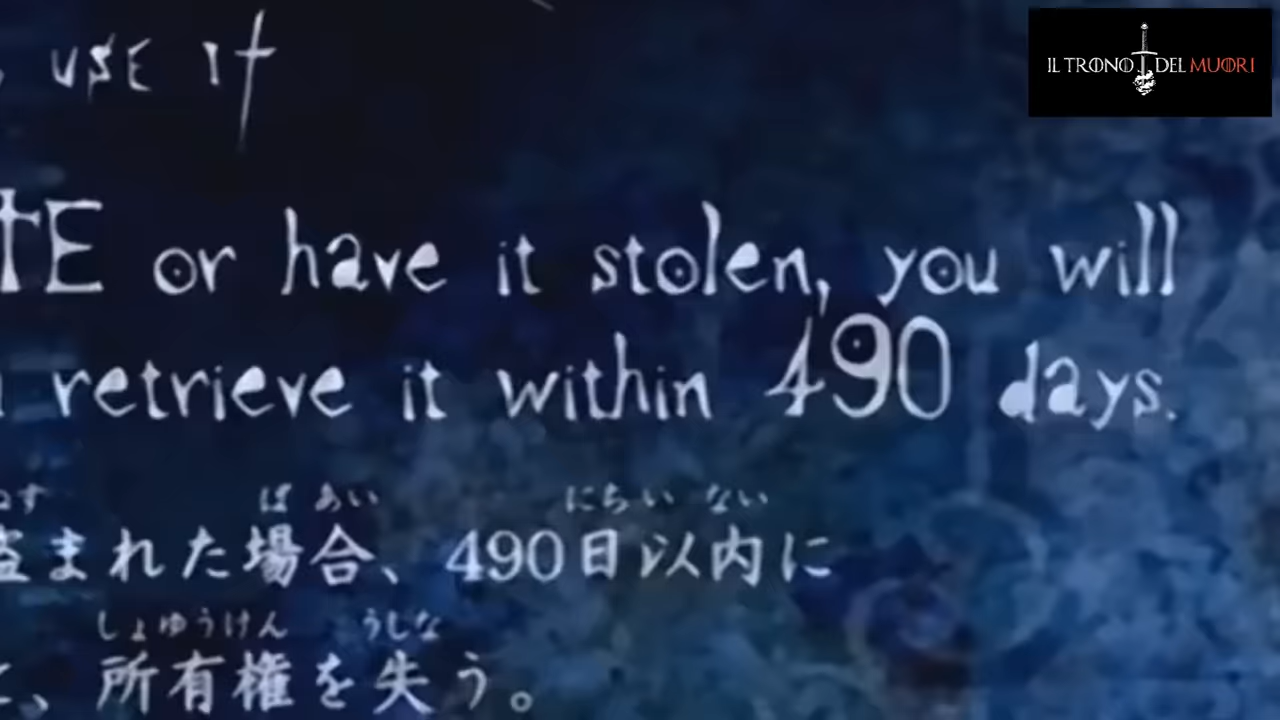 USE IT
IL TRONO DEL MUORI
TE or have it stolen, you will
retrieve it within 490 days.
ば あい にち い ない
盗まれた場合、490日以内に
しょゆうけん うしな
、所有権を失う。